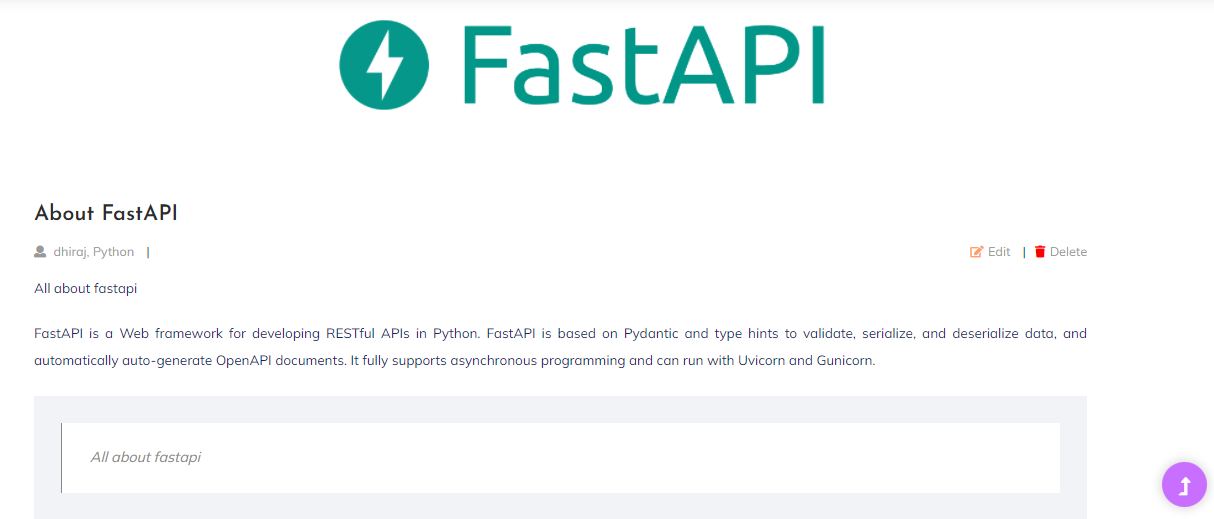 FastAPI
About FastAPI
dhiraj, Python | Edit | Delete
All about fastapi
FastAPI is a Web framework for developing RESTful APIs in Python. FastAPI is based on Pydantic and type hints to validate, serialize, and deserialize data, and
automatically auto-generate OpenAPI documents. It fully supports asynchronous programming and can run with Uvicorn and Gunicorn.
All about fastapi